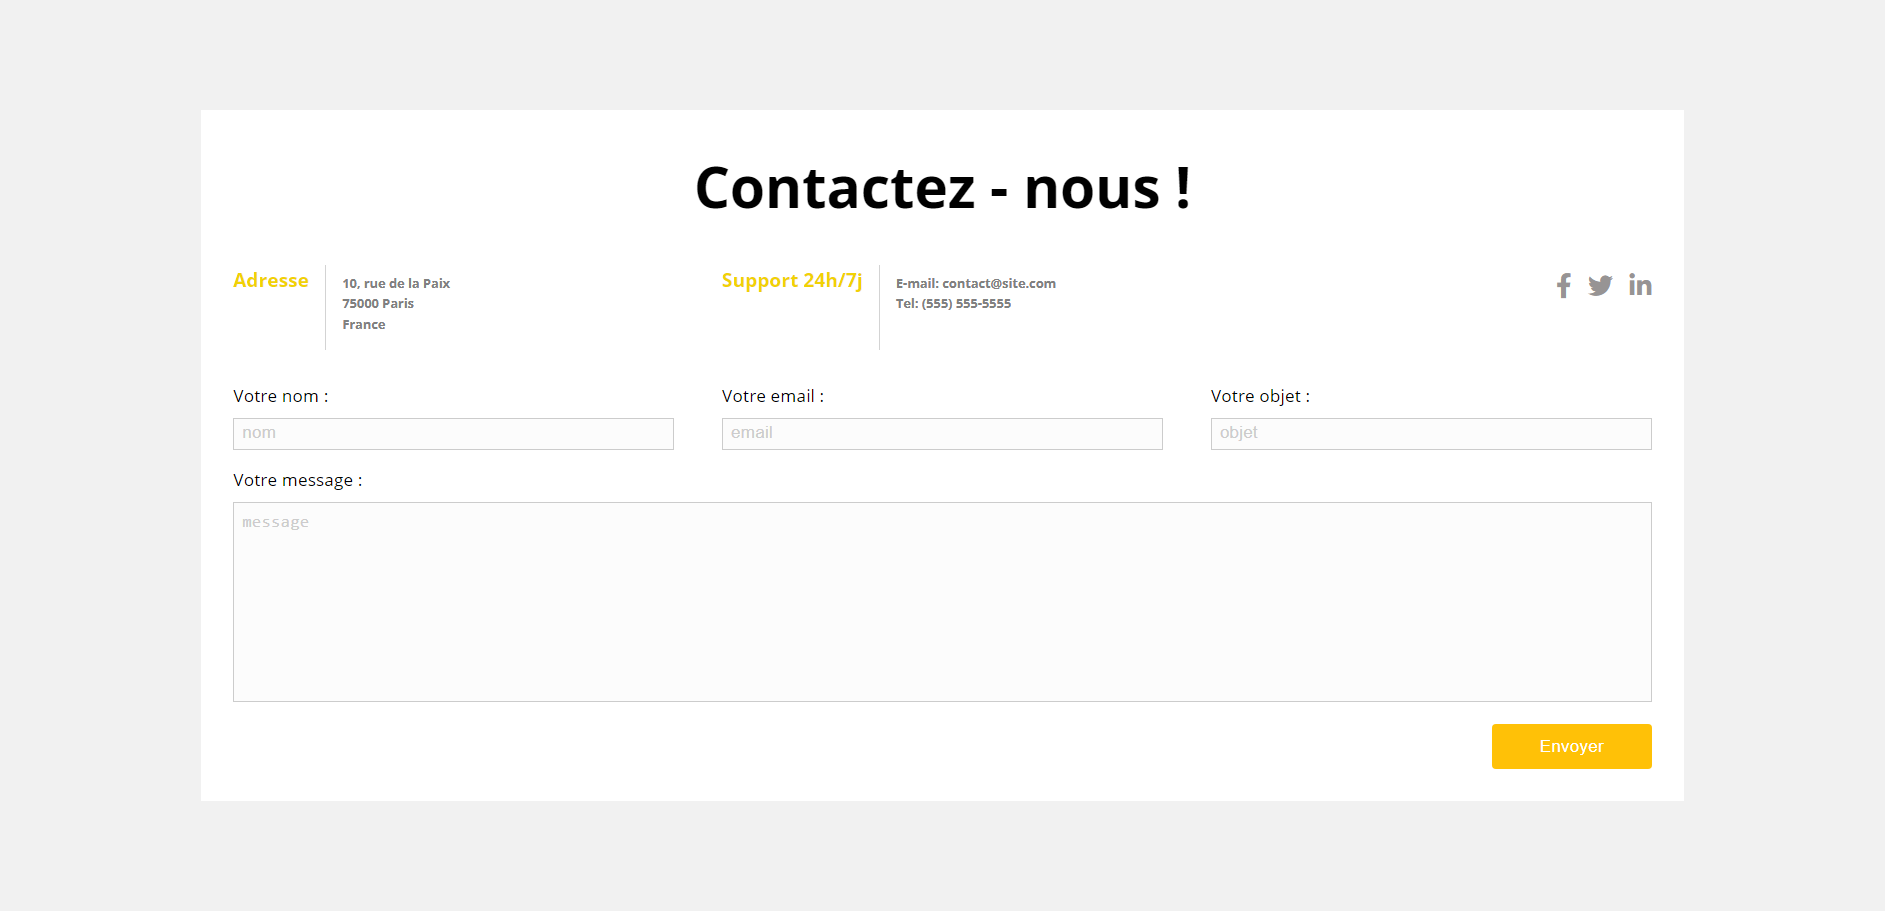 Contactez - nous !
Adresse
10, rue de la Paix
75000 Paris
France
Support 24h/7j
E-mail: contact@site.com
Tel: (555) 555-5555
Votre nom :
nom
Votre email :
email
Votre objet :
objet
Votre message :
message
Envoyer